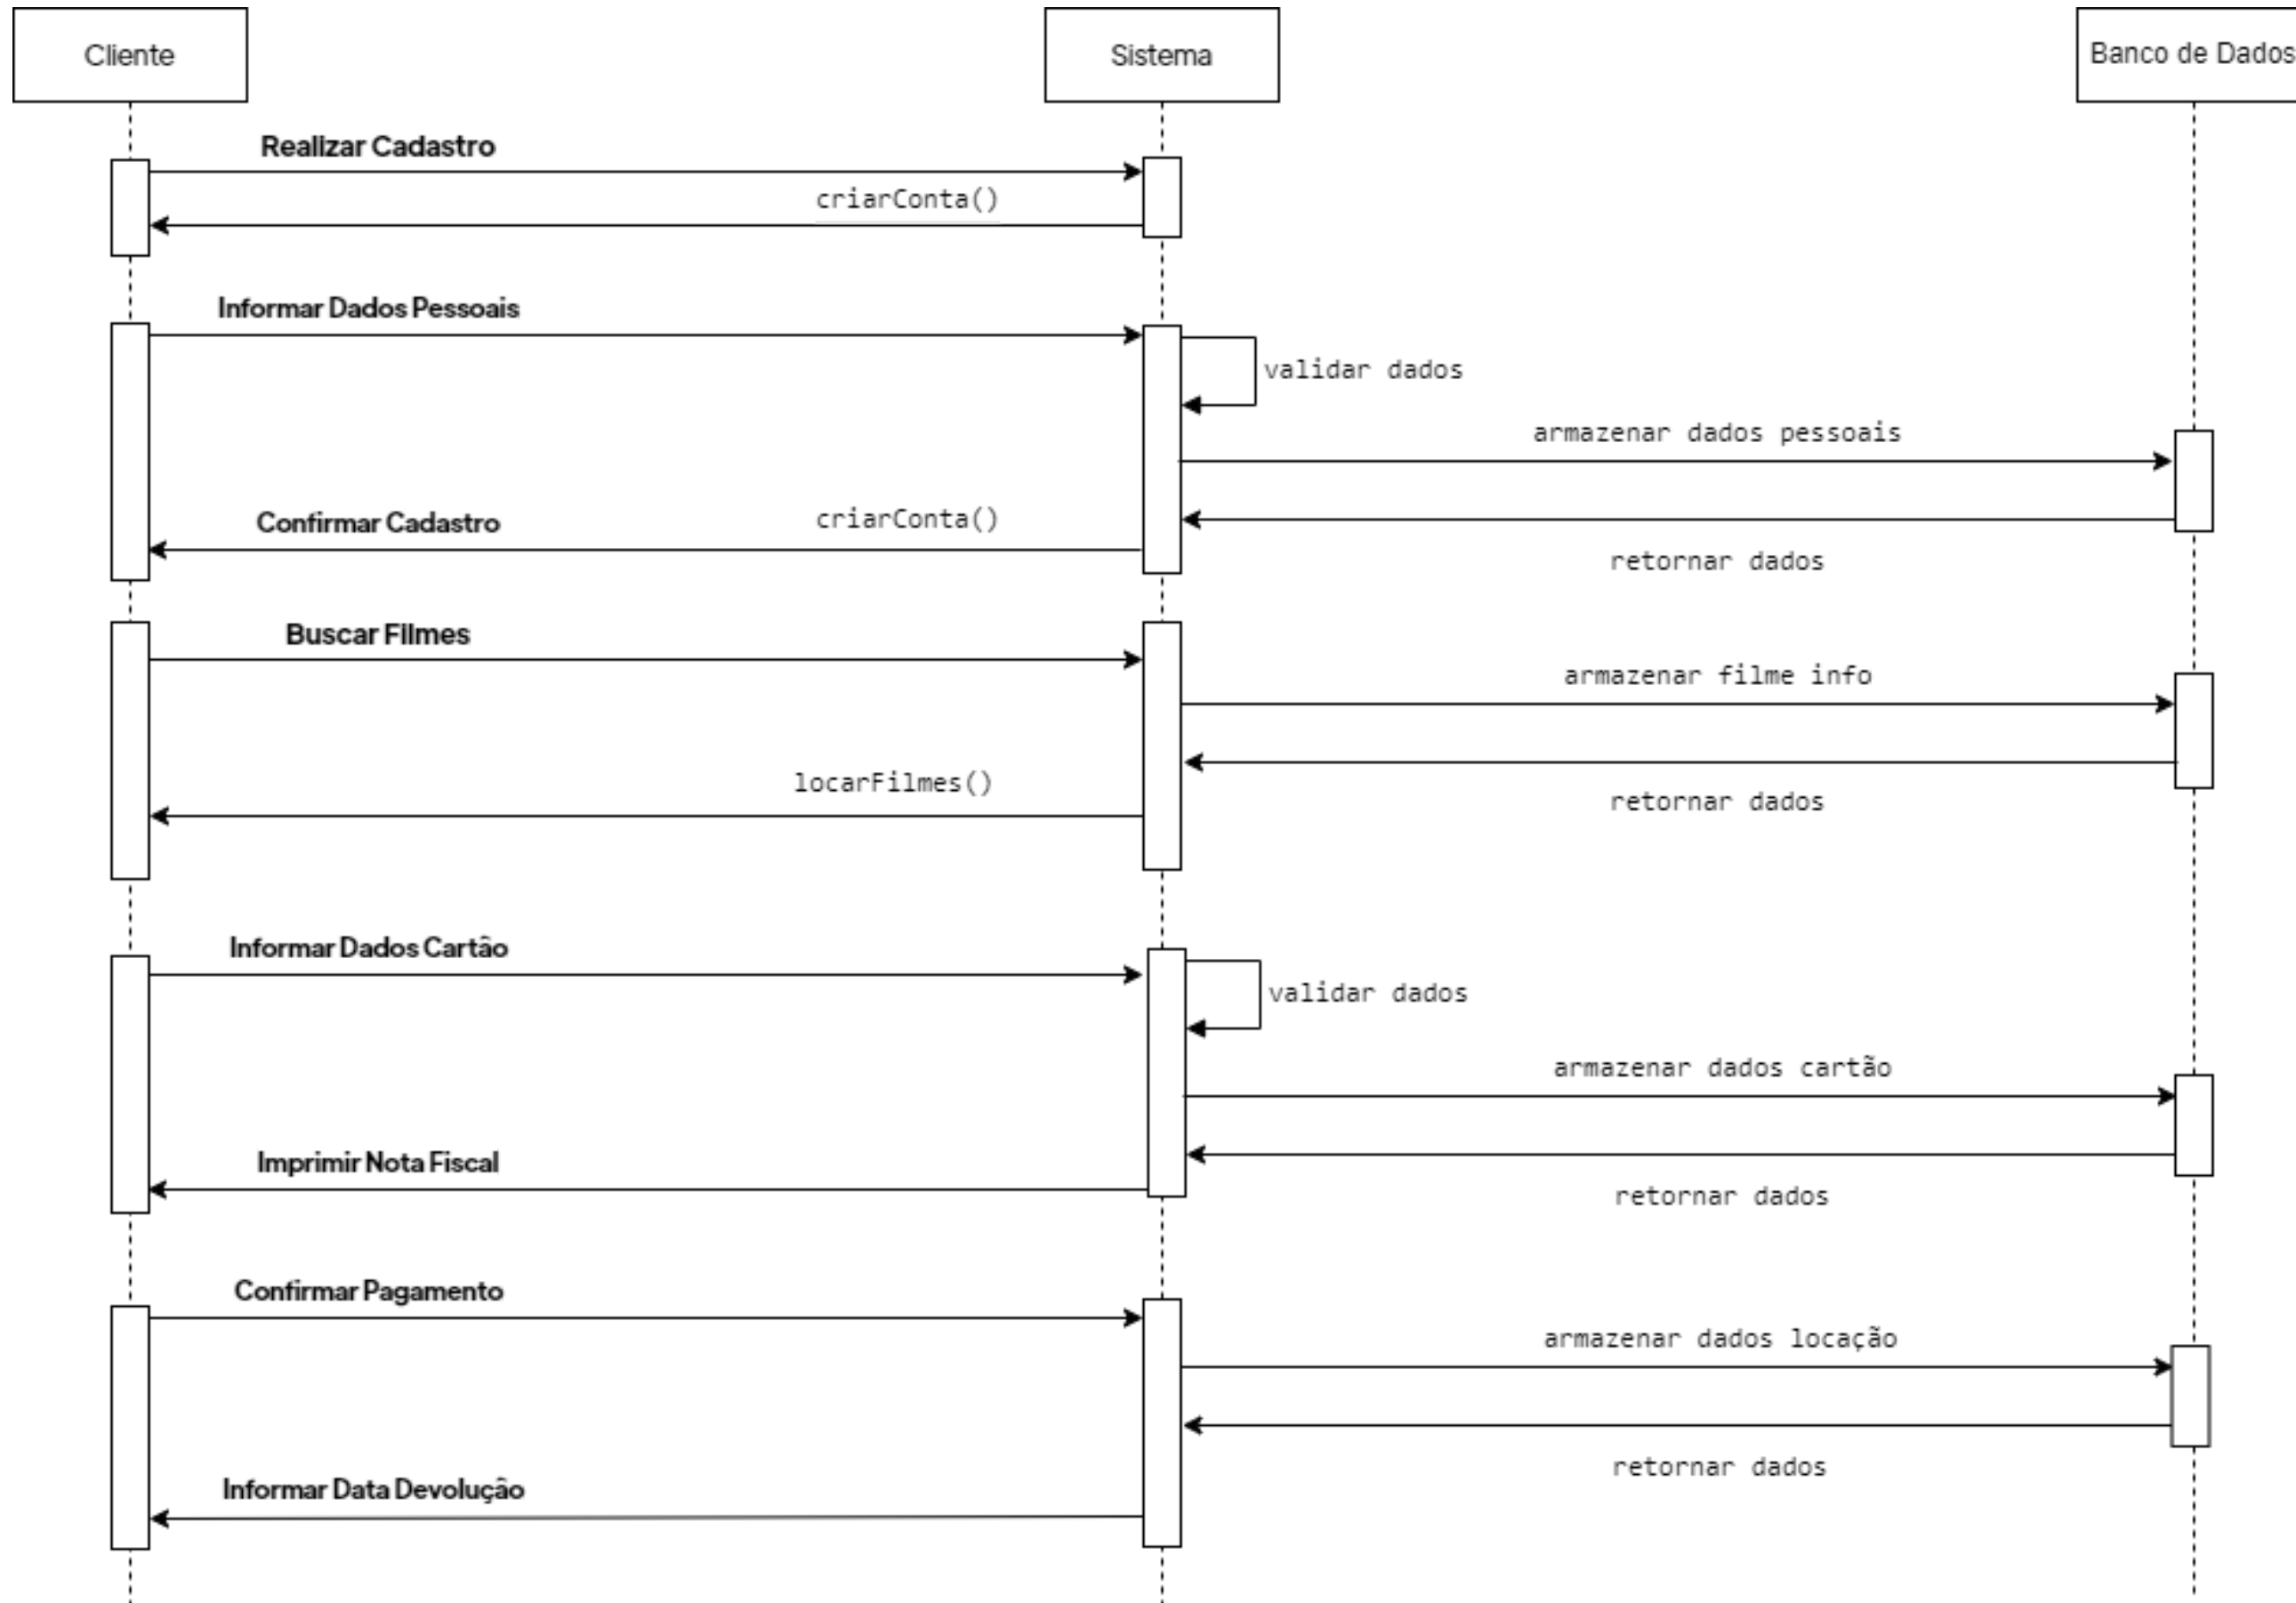 Cliente
Sistema
Banco de Dados
Realizar Cadastro
criarConta()
Informar Dados Pessoais
validar dados
armazenar dados pessoais
Confirmar Cadastro
criarConta()
retornar dados
Buscar Filmes
armazenar filme info
locarFilmes()
retornar dados
Informar Dados Cartão
validar dados
armazenar dados cartão
Imprimir Nota Fiscal
retornar dados
Confirmar Pagamento
armazenar dados locação
retornar dados
Informar Data Devolução